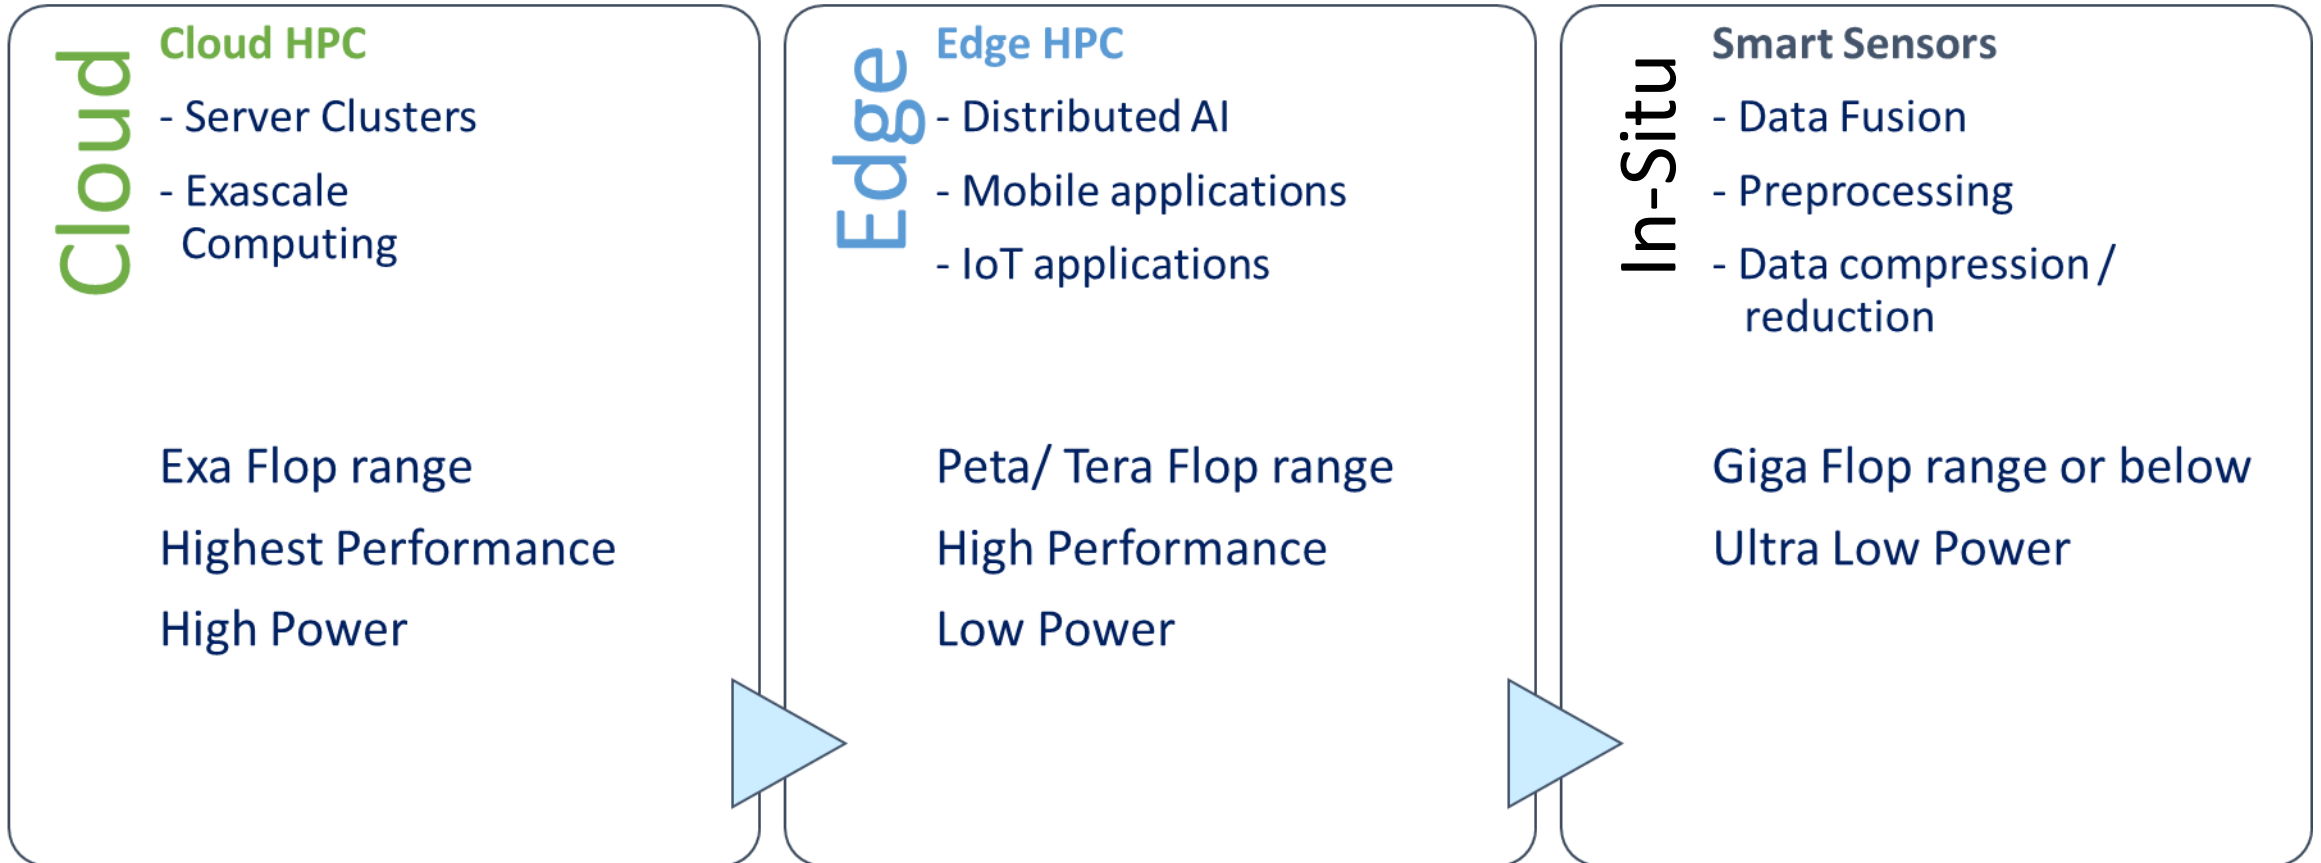 Cloud
Cloud HPC
- Server Clusters
- Exascale
Computing
Exa Flop range
Highest Performance
High Power
Edge
Edge HPC
- Distributed AI
- Mobile applications
- IoT applications
Peta/ Tera Flop range
High Performance
Low Power
In-Situ
Smart Sensors
- Data Fusion
- Preprocessing
- Data compression /
reduction
Giga Flop range or below
Ultra Low Power